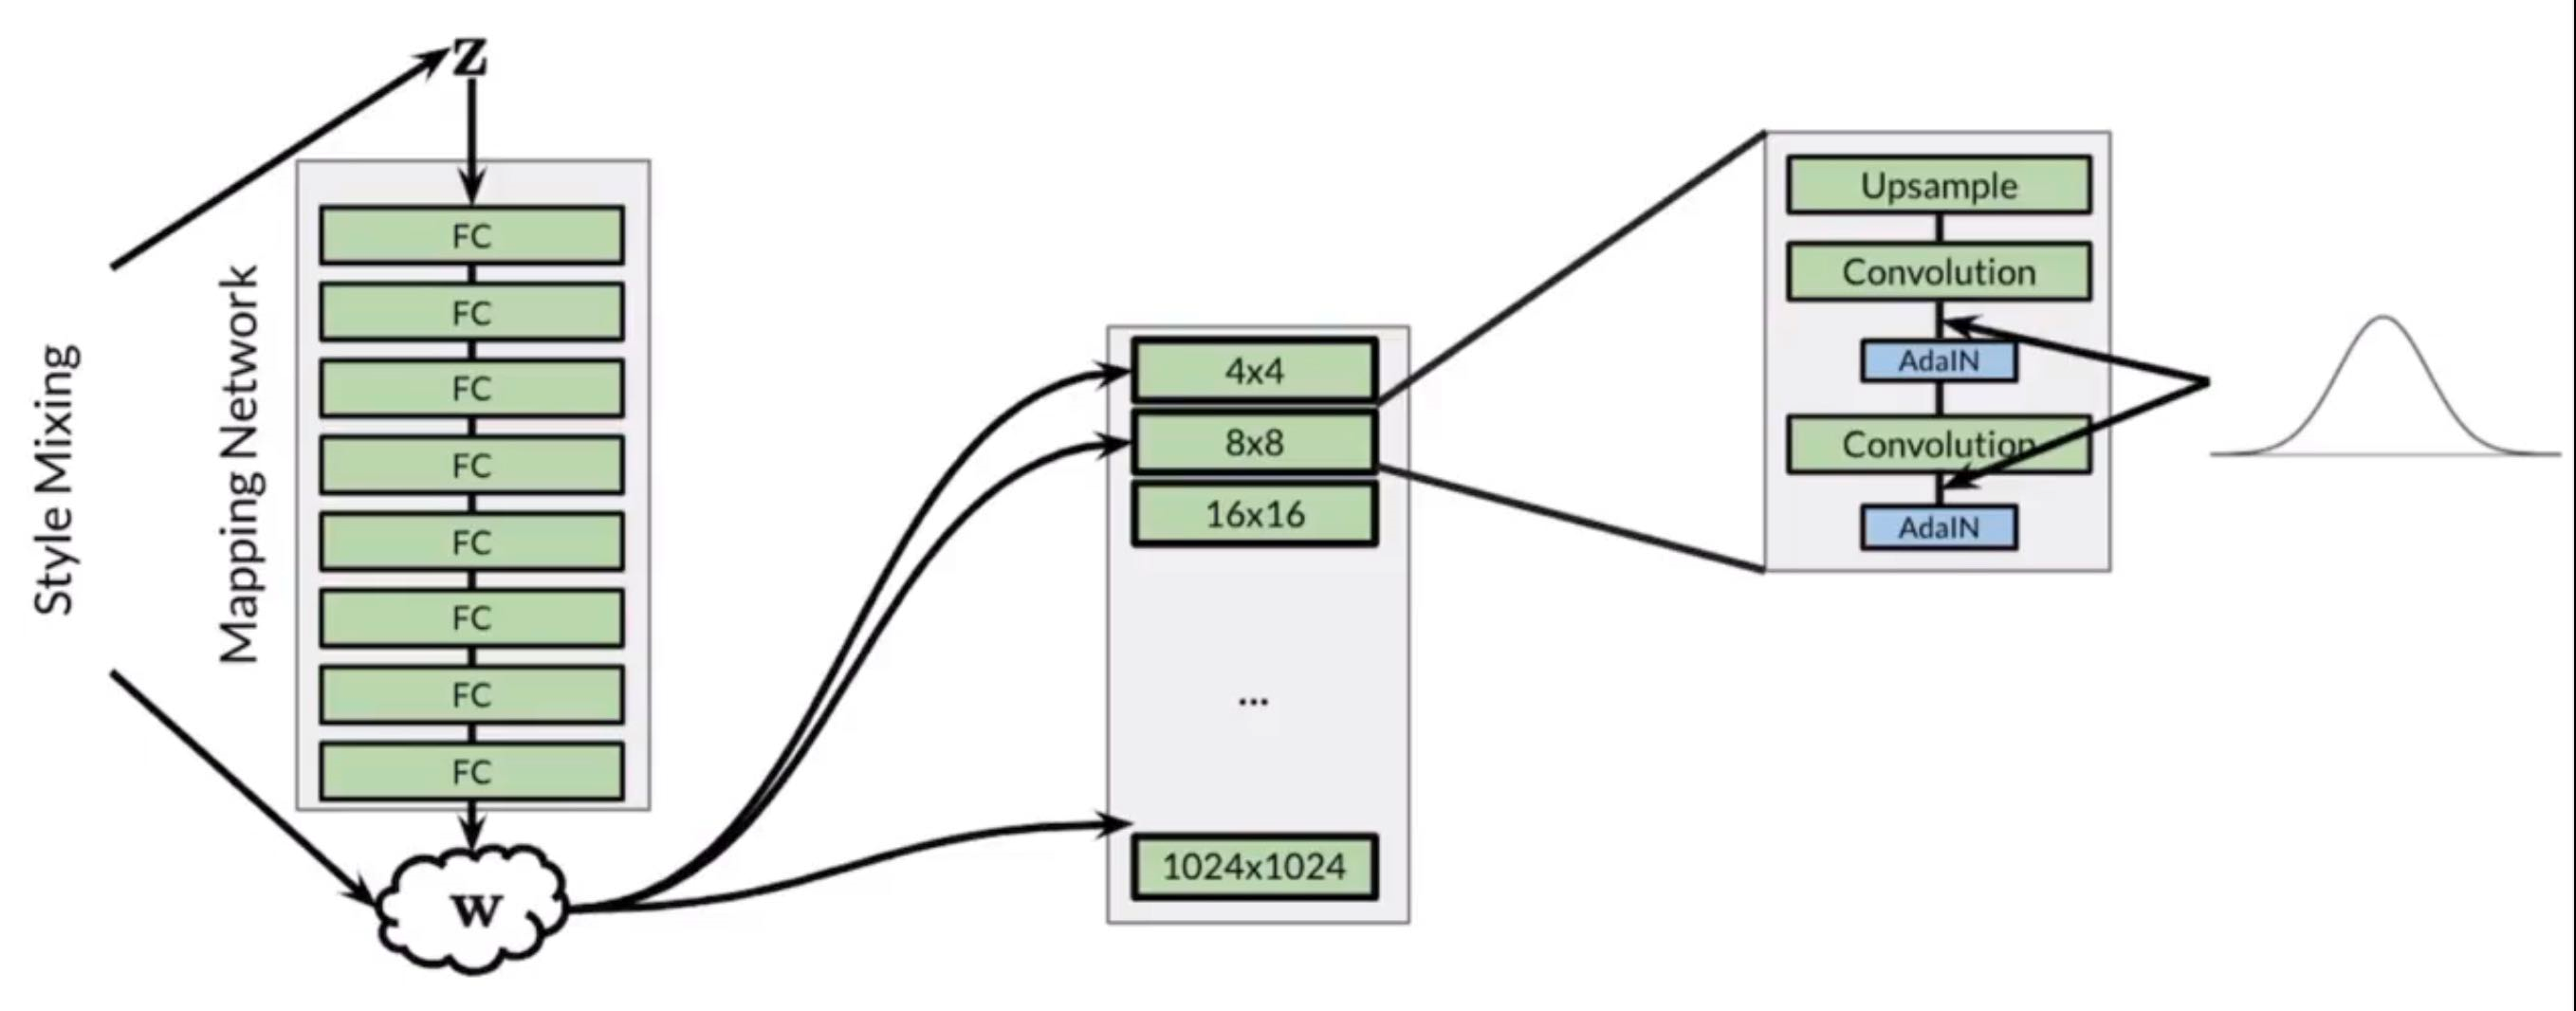 Style Mixing
Mapping Network
z
FC
FC
FC
FC
FC
FC
FC
FC
w
4x4
8x8
16x16
...
1024x1024
Upsample
Convolution
AdaIN
Convolution
AdaIN